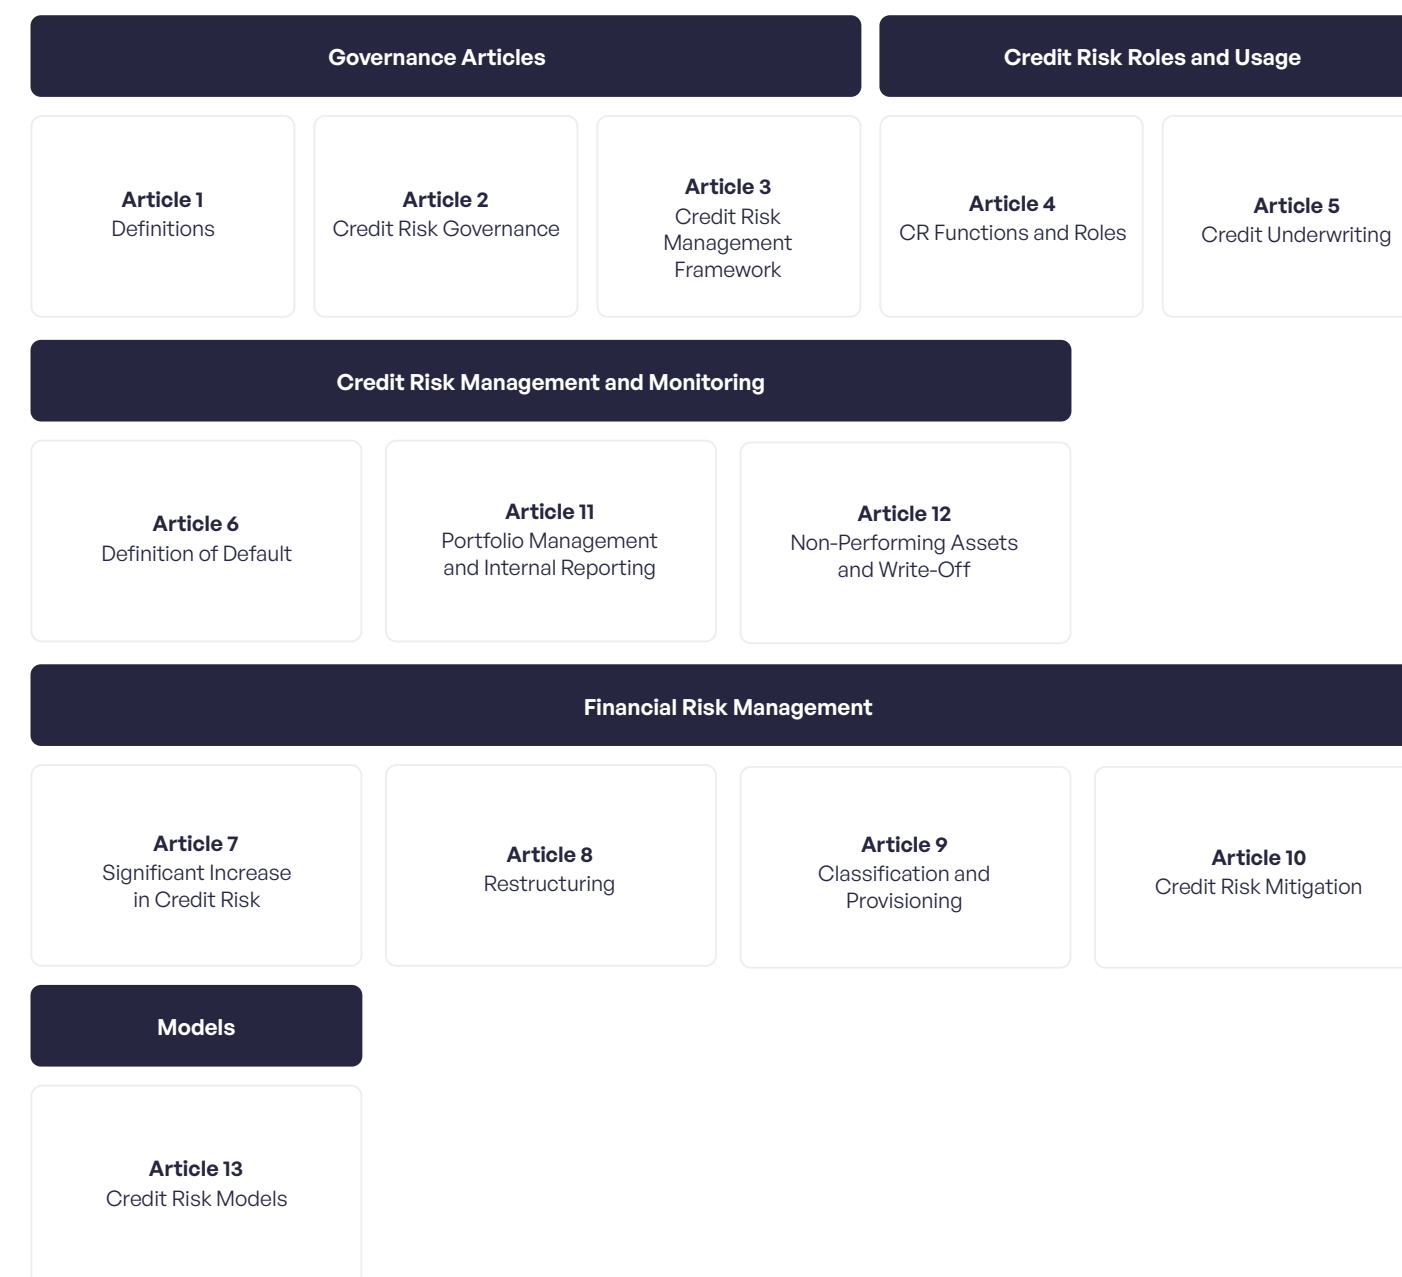 Governance Articles
Credit Risk Roles and Usage
Article 1
Definitions
Article 2
Credit Risk Governance
Article 3
Credit Risk
Management
Framework
Article 4
CR Functions and Roles
Article 5
Credit Underwriting
Credit Risk Management and Monitoring
Article 6
Definition of Default
Article 11
Portfolio Management
and Internal Reporting
Article 12
Non-Performing Assets
and Write-Off
Financial Risk Management
Article 7
Significant Increase
in Credit Risk
Article 8
Restructuring
Article 9
Classification and
Provisioning
Article 10
Credit Risk Mitigation
Models
Article 13
Credit Risk Models